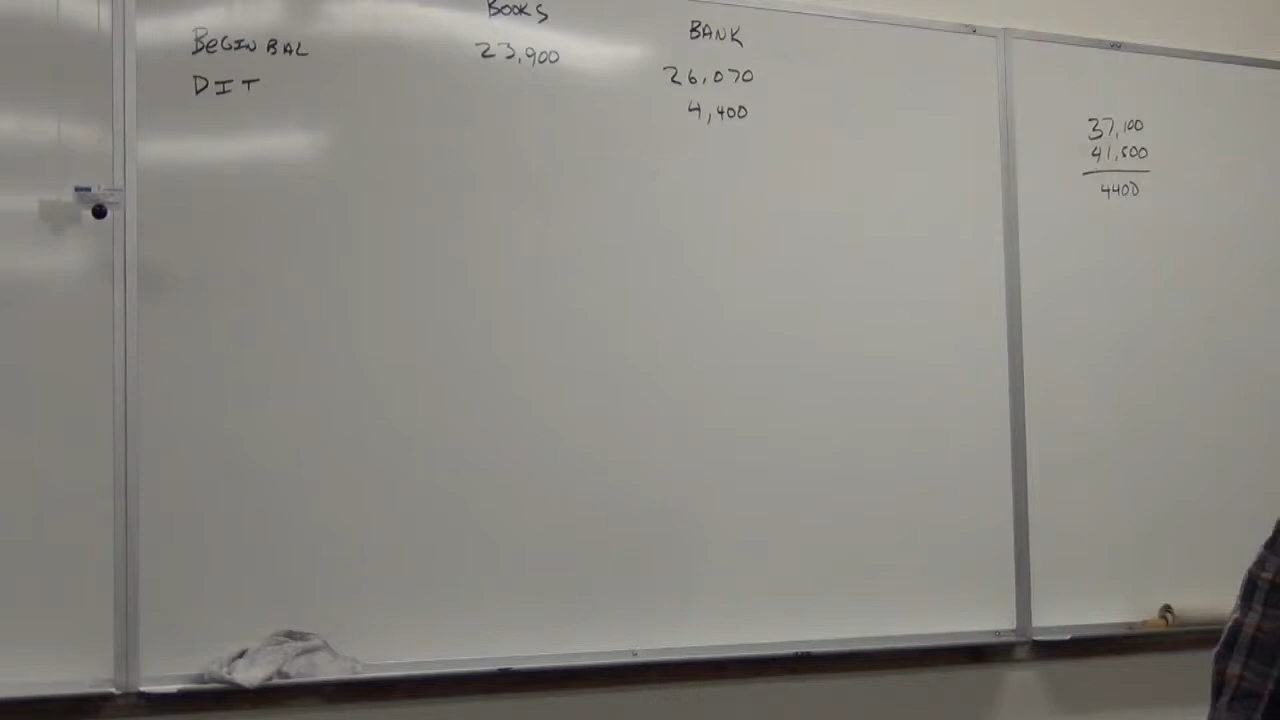 BOOKS BANK
BEGIN BAL 23,900 26,070
DIT 4,400
37,100
41,500
4400